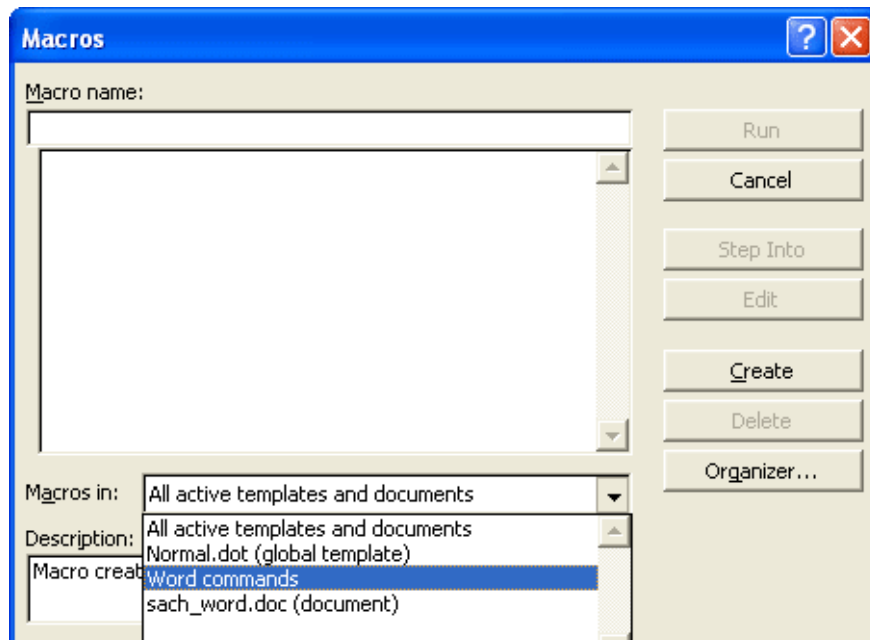 Macros
Macro name:
Run
Cancel
Step Into
Edit
Create
Delete
Organizer...
Macros in: All active templates and documents
All active templates and documents
Description:
Normal.dot (global template)
Macro creat
Word commands
sach_word.doc (document)